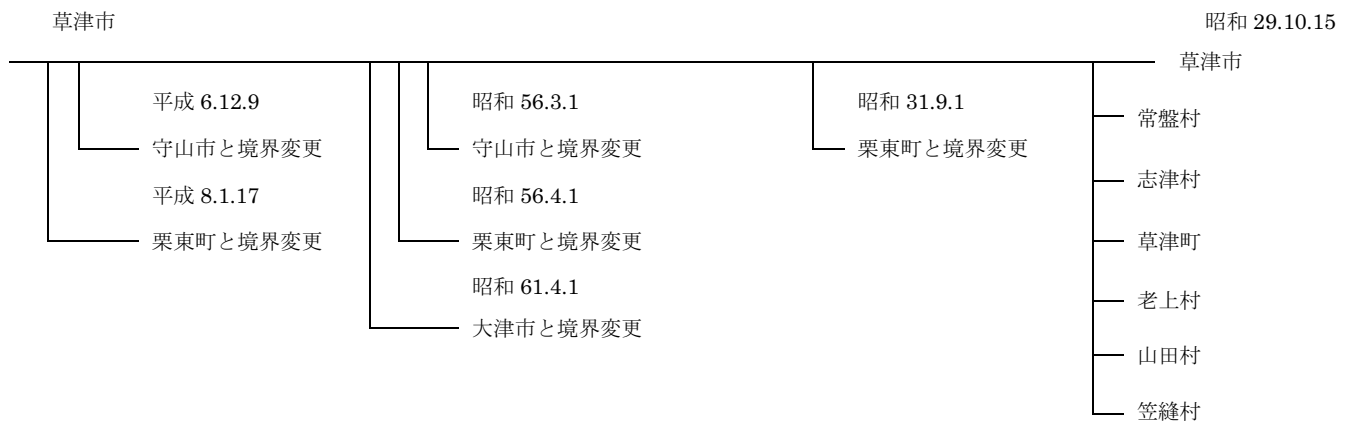 草津市
昭和 29.10.15
草津市
平成 6.12.9
守山市と境界変更
平成 8.1.17
栗東町と境界変更
昭和 56.3.1
守山市と境界変更
昭和 56.4.1
栗東町と境界変更
昭和 61.4.1
大津市と境界変更
昭和 31.9.1
栗東町と境界変更
常盤村
志津村
草津町
老上村
山田村
笠縫村